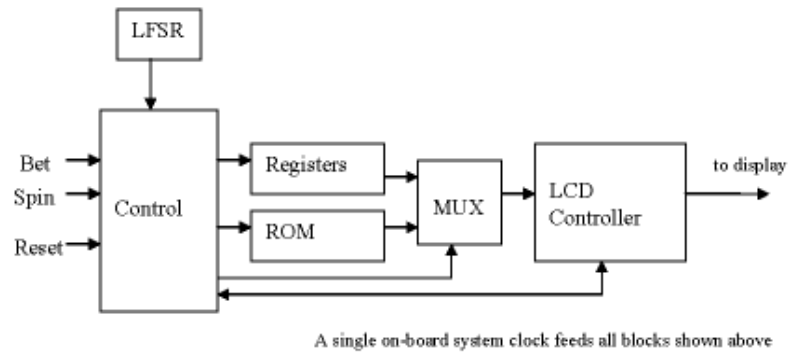 LFSR
Bet
Spin
Reset
Control
Registers
ROM
MUX
LCD
Controller
to display
A single on-board system clock feeds all blocks shown above